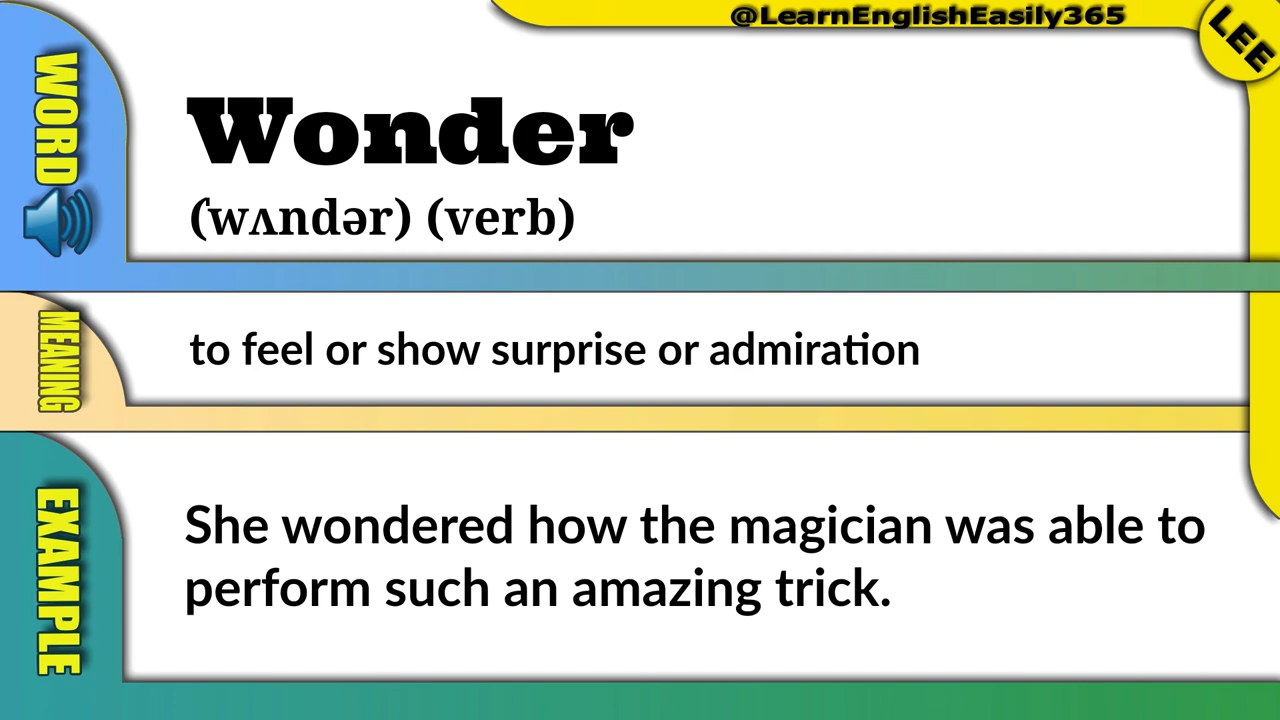 @LearnEnglishEasily365
LEE
WORD
Wonder
(ˈwʌndər) (verb)
MEANING
to feel or show surprise or admiration
EXAMPLE
She wondered how the magician was able to
perform such an amazing trick.